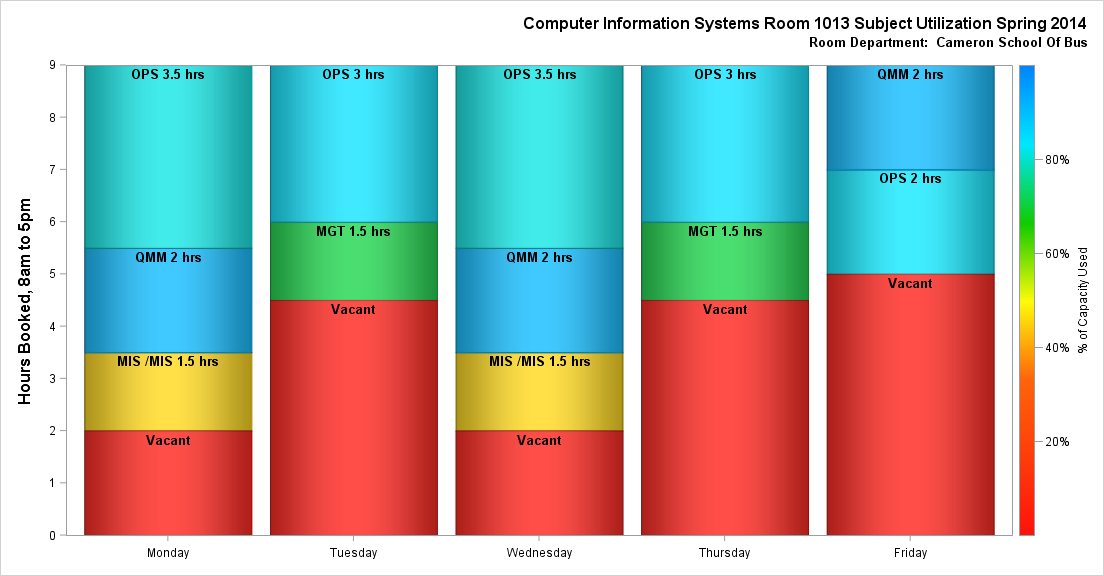 Computer Information Systems Room 1013 Subject Utilization Spring 2014
Room Department: Cameron School Of Bus
Hours Booked, 8am to 5pm
9
8
7
6
5
4
3
2
1
0
OPS 3.5 hrs
QMM 2 hrs
MIS /MIS 1.5 hrs
Vacant
OPS 3 hrs
MGT 1.5 hrs
Vacant
OPS 3.5 hrs
QMM 2 hrs
MIS /MIS 1.5 hrs
Vacant
OPS 3 hrs
MGT 1.5 hrs
Vacant
QMM 2 hrs
OPS 2 hrs
Vacant
Monday
Tuesday
Wednesday
Thursday
Friday
80%
60%
40%
20%
% of Capacity Used